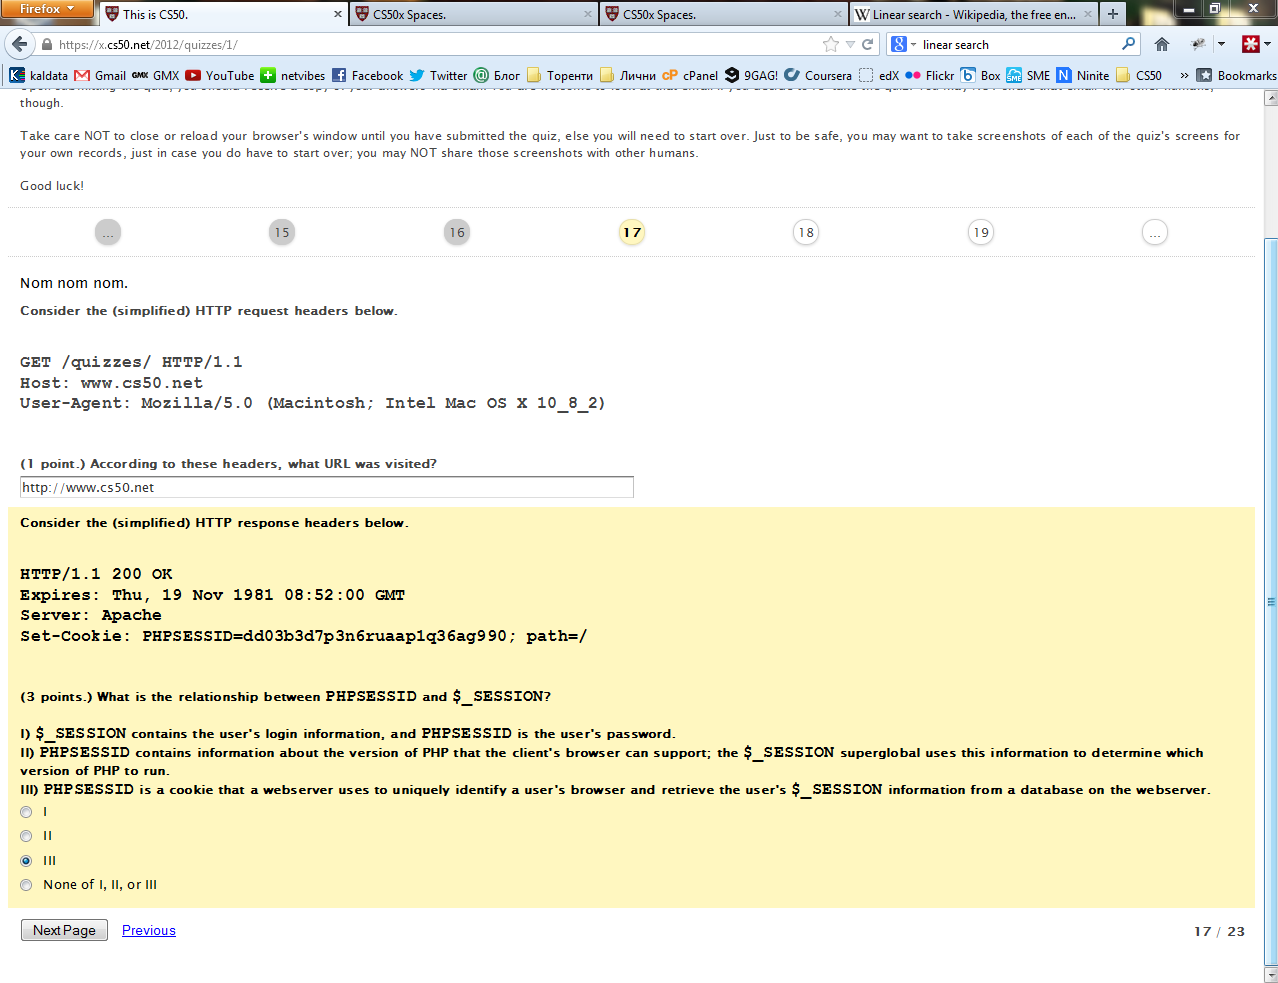 Firefox
This is CS50.
CS50x Spaces.
CS50x Spaces.
W Linear search - Wikipedia, the free en...
https://x.cs50.net/2012/quizzes/1/
linear search
kaldata
Gmail
GMX GMX
YouTube
netvibes
Facebook
Twitter
Блог
Торенти
Лични
cP cPanel
9GAG!
Coursera
edX
Flickr
Box
SME
Ninite
CS50
»
Bookmarks
though.
Take care NOT to close or reload your browser's window until you have submitted the quiz, else you will need to start over. Just to be safe, you may want to take screenshots of each of the quiz's screens for
your own records, just in case you do have to start over; you may NOT share those screenshots with other humans.
Good luck!
... 15 16 17 18 19 ...
Nom nom nom.
Consider the (simplified) HTTP request headers below.
GET /quizzes/ HTTP/1.1
Host: www.cs50.net
User-Agent: Mozilla/5.0 (Macintosh; Intel Mac OS X 10_8_2)
(1 point.) According to these headers, what URL was visited?
http://www.cs50.net
Consider the (simplified) HTTP response headers below.
HTTP/1.1 200 OK
Expires: Thu, 19 Nov 1981 08:52:00 GMT
Server: Apache
Set-Cookie: PHPSESSID=dd03b3d7p3n6ruaap1q36ag990; path=/
(3 points.) What is the relationship between PHPSESSID and $_SESSION?
I) $_SESSION contains the user's login information, and PHPSESSID is the user's password.
II) PHPSESSID contains information about the version of PHP that the client's browser can support; the $_SESSION superglobal uses this information to determine which
version of PHP to run.
III) PHPSESSID is a cookie that a webserver uses to uniquely identify a user's browser and retrieve the user's $_SESSION information from a database on the webserver.
I
II
III
None of I, II, or III
Next Page Previous
17 / 23